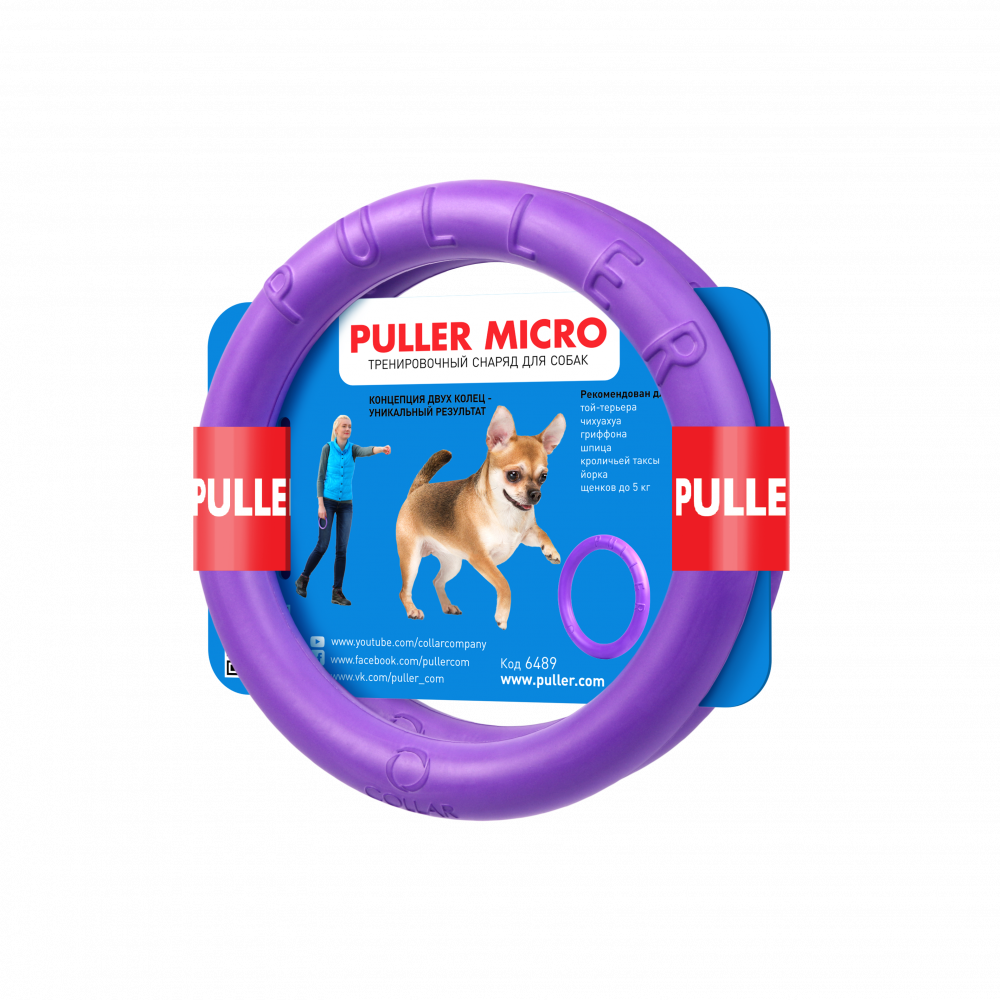 PULLER
PULLER MICRO
ТРЕНИРОВОЧНЫЙ СНАРЯД ДЛЯ СОБАК
КОНЦЕПЦИЯ ДВУХ КОЛЕЦ -
УНИКАЛЬНЫЙ РЕЗУЛЬТАТ
Рекомендован
той-терьера
чихуахуа
гриффона
шпица
кроличьей таксы
йорка
щенков до 5 кг
PULLE
PULLE
www.youtube.com/collarcompany
www.facebook.com/pullercom
www.vk.com/puller_com
Код 6489
www.puller.com
COLLAR